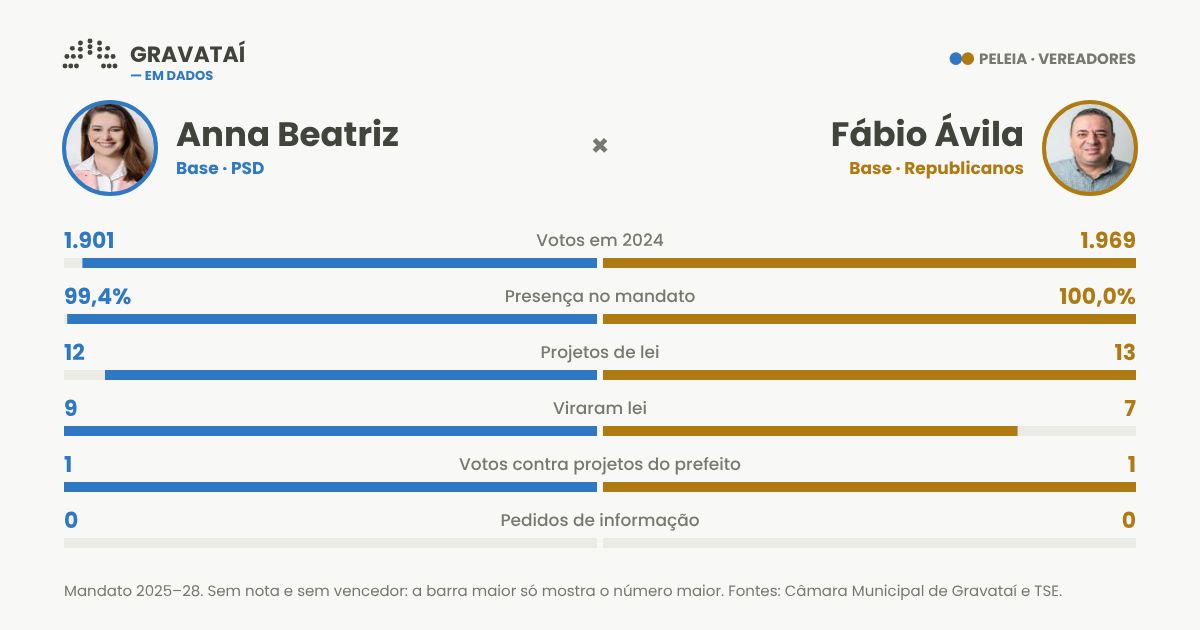 GRAVATAÍ
— EM DADOS
PELEIA · VEREADORES
Anna Beatriz
Base · PSD
×
Fábio Ávila
Base · Republicanos
1.901 Votos em 2024 1.969
99,4% Presença no mandato 100,0%
12 Projetos de lei 13
9 Viraram lei 7
1 Votos contra projetos do prefeito 1
0 Pedidos de informação 0
Mandato 2025–28. Sem nota e sem vencedor: a barra maior só mostra o número maior. Fontes: Câmara Municipal de Gravataí e TSE.